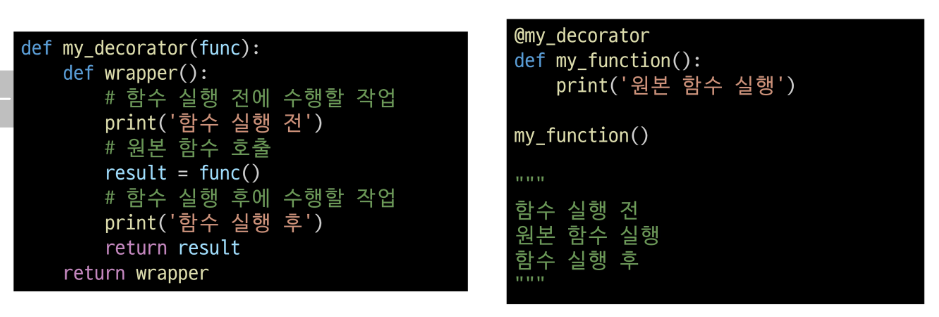 def my_decorator(func):
    def wrapper():
        # 함수 실행 전에 수행할 작업
        print('함수 실행 전')
        # 원본 함수 호출
        result = func()
        # 함수 실행 후에 수행할 작업
        print('함수 실행 후')
        return result
    return wrapper
@my_decorator
def my_function():
    print('원본 함수 실행')
my_function()
"""
함수 실행 전
원본 함수 실행
함수 실행 후
"""